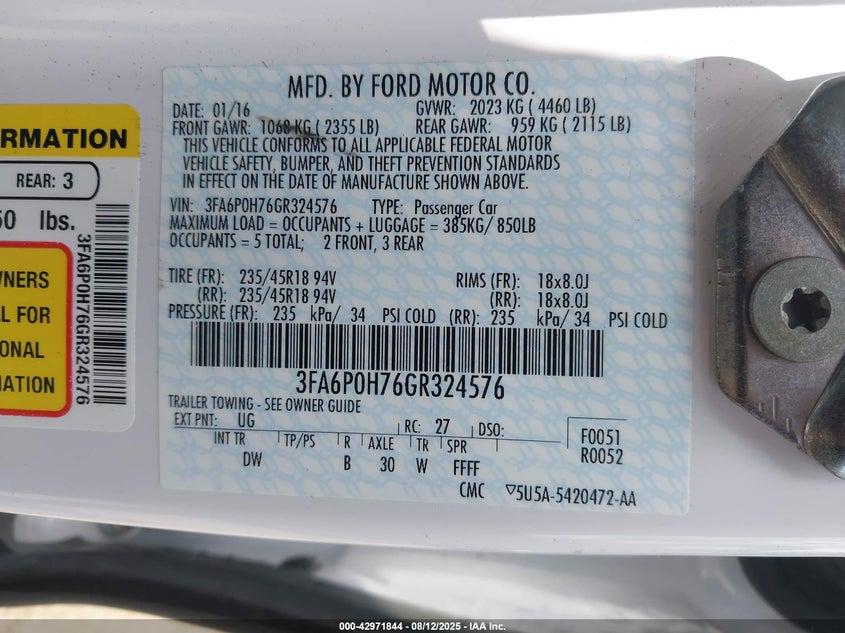 MFD. BY FORD MOTOR CO.
DATE: 01/16 GVWR: 2023 KG ( 4460 LB)
FRONT GAWR: 1068 KG ( 2355 LB) REAR GAWR: 959 KG ( 2115 LB)
THIS VEHICLE CONFORMS TO ALL APPLICABLE FEDERAL MOTOR
VEHICLE SAFETY, BUMPER, AND THEFT PREVENTION STANDARDS
IN EFFECT ON THE DATE OF MANUFACTURE SHOWN ABOVE.
VIN: 3FA6P0H76GR324576 TYPE: Passenger Car
MAXIMUM LOAD = OCCUPANTS + LUGGAGE = 385KG/ 850LB
OCCUPANTS = 5 TOTAL; 2 FRONT, 3 REAR
TIRE (FR): 235/45R18 94V RIMS (FR): 18x8.0J
(RR): 235/45R18 94V (RR): 18x8.0J
PRESSURE (FR): 235 kPa/ 34 PSI COLD (RR): 235 kPa/ 34 PSI COLD
3FA6P0H76GR324576
TRAILER TOWING - SEE OWNER GUIDE
EXT PNT: UG RC: 27 DSO:
INT TR TP/PS R AXLE TR SPR
DW B 30 W FFFF
F0051
R0052
CMC ▽5U5A-5420472-AA
RMATION
REAR: 3
50 lbs.
WNERS
L FOR
ONAL
MATION
3FA6P0H76GR324576
000-42971844 - 08/12/2025 - IAA Inc.